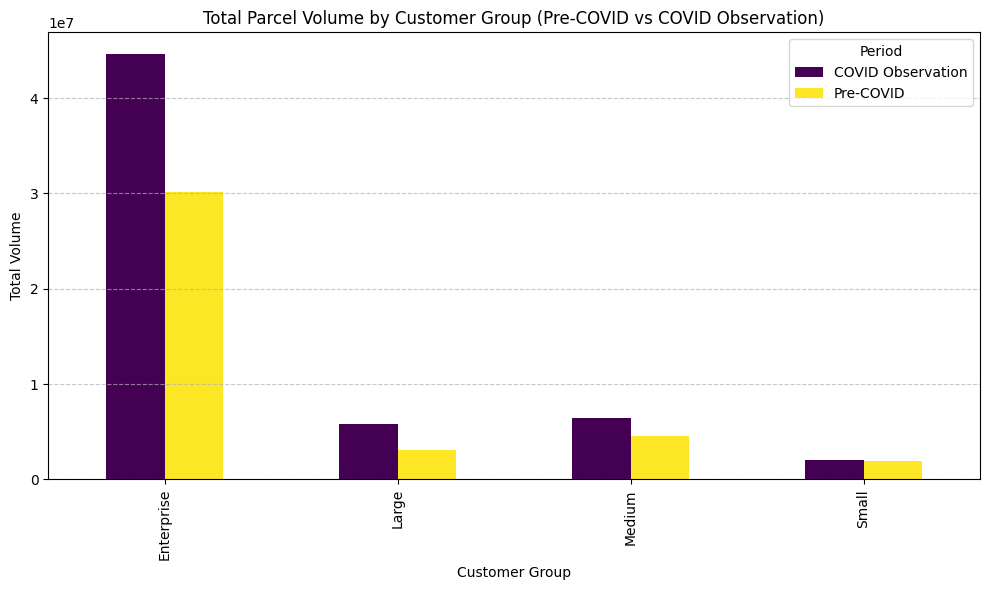 Total Parcel Volume by Customer Group (Pre-COVID vs COVID Observation)
1e7
Period
COVID Observation
Pre-COVID
4
3
2
1
0
Total Volume
Enterprise
Large
Medium
Small
Customer Group